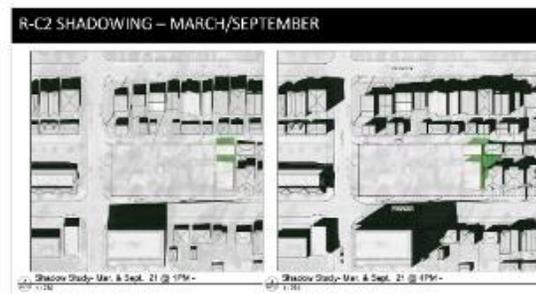 R-C2 SHADOWING – MARCH/SEPTEMBER
Shadow Study- Mar. & Sept. 21 @ 1PM -
Shadow Study- Mar. & Sept. 21 @ 4PM -